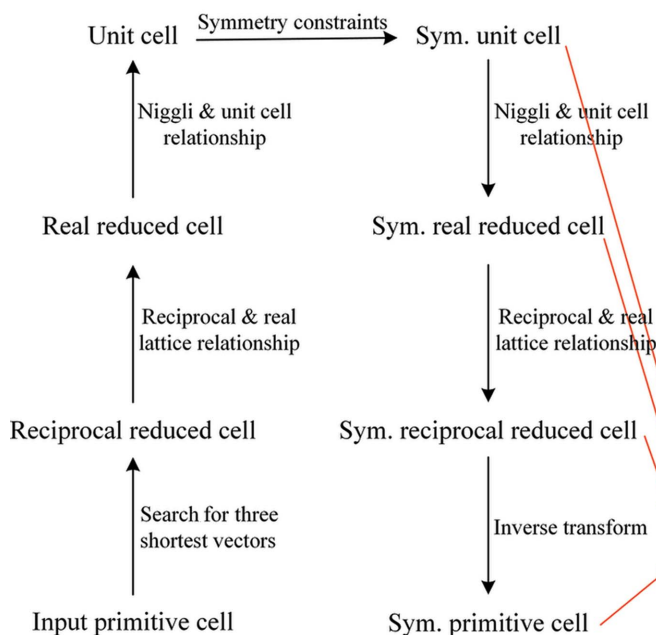 Unit cell
Symmetry constraints
Sym. unit cell
Niggli & unit cell
relationship
Niggli & unit cell
relationship
Real reduced cell
Sym. real reduced cell
Reciprocal & real
lattice relationship
Reciprocal & real
lattice relationship
Reciprocal reduced cell
Sym. reciprocal reduced cell
Search for three
shortest vectors
Inverse transform
Input primitive cell
Sym. primitive cell